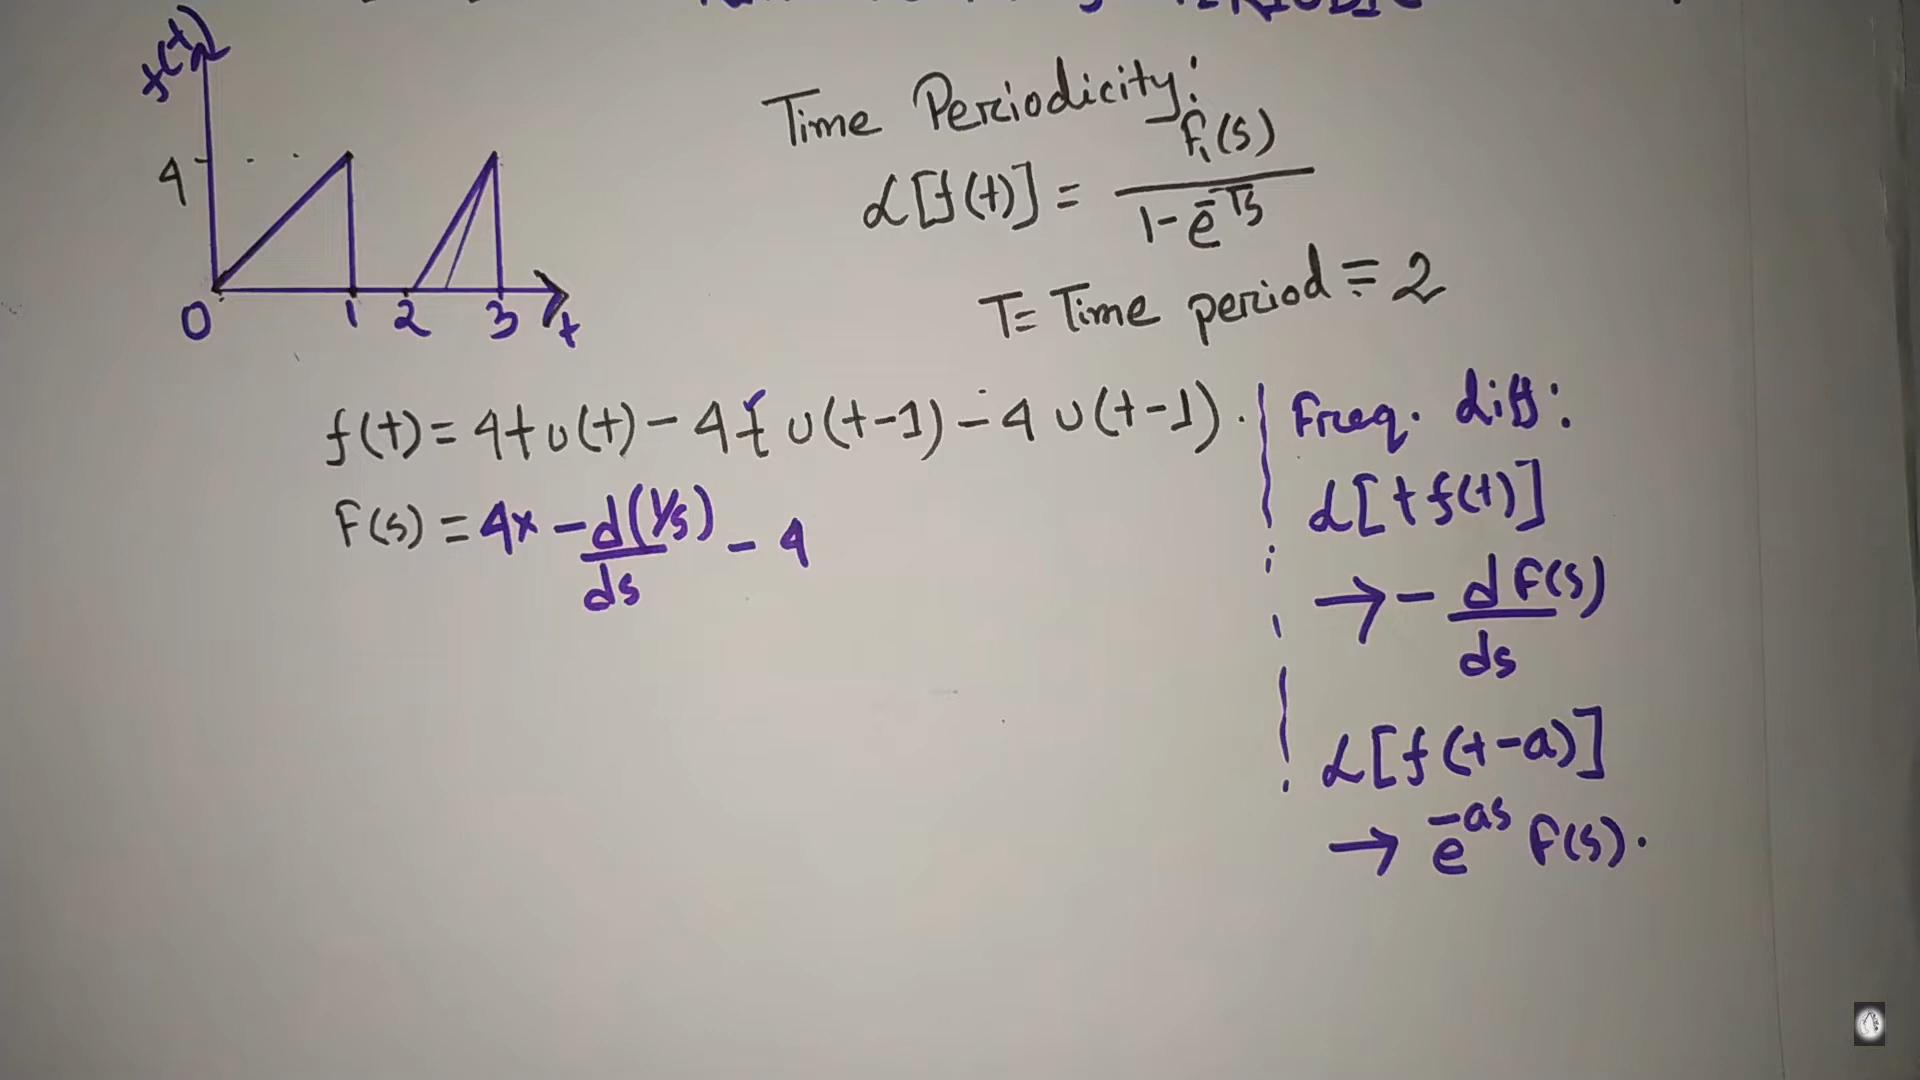 PERIODIC
f(t)
4
0 1 2 3 t
Time Periodicity:
L[f(t)] = F₁(s) / 1-e^-Ts
T = Time period = 2
f(t) = 4t u(t) - 4t u(t-1) - 4 u(t-1).
F(s) = 4x -d(1/s)/ds - 4
Freq. diff:
L[t f(t)]
→ - d F(s)/ds
L[f(t-a)]
→ e^-as F(s).